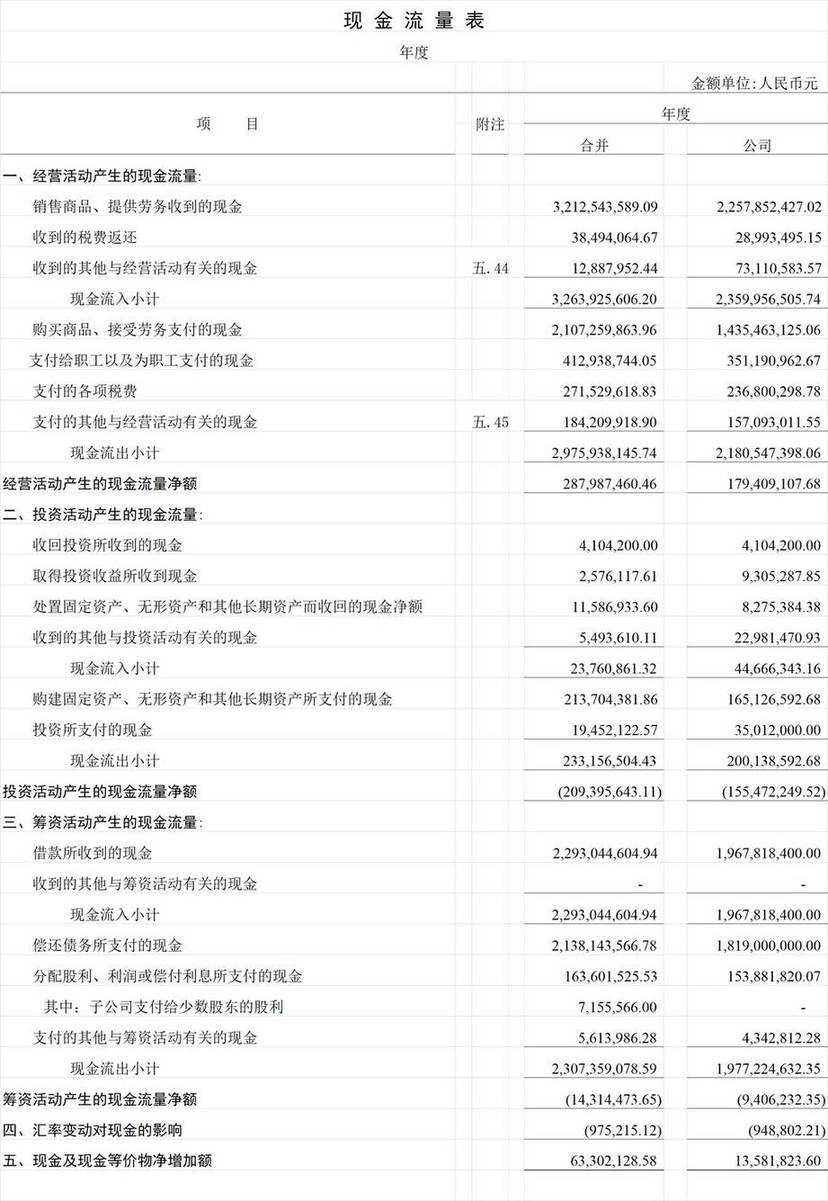 现 金 流 量 表
年度
金额单位:人民币元
项 目 附注 年度
合并 公司
一、经营活动产生的现金流量:
销售商品、提供劳务收到的现金 3,212,543,589.09 2,257,852,427.02
收到的税费返还 38,494,064.67 28,993,495.15
收到的其他与经营活动有关的现金 五.44 12,887,952.44 73,110,583.57
现金流入小计 3,263,925,606.20 2,359,956,505.74
购买商品、接受劳务支付的现金 2,107,259,863.96 1,435,463,125.06
支付给职工以及为职工支付的现金 412,938,744.05 351,190,962.67
支付的各项税费 271,529,618.83 236,800,298.78
支付的其他与经营活动有关的现金 五.45 184,209,918.90 157,093,011.55
现金流出小计 2,975,938,145.74 2,180,547,398.06
经营活动产生的现金流量净额 287,987,460.46 179,409,107.68
二、投资活动产生的现金流量:
收回投资所收到的现金 4,104,200.00 4,104,200.00
取得投资收益所收到现金 2,576,117.61 9,305,287.85
处置固定资产、无形资产和其他长期资产而收回的现金净额 11,586,933.60 8,275,384.38
收到的其他与投资活动有关的现金 5,493,610.11 22,981,470.93
现金流入小计 23,760,861.32 44,666,343.16
购建固定资产、无形资产和其他长期资产所支付的现金 213,704,381.86 165,126,592.68
投资所支付的现金 19,452,122.57 35,012,000.00
现金流出小计 233,156,504.43 200,138,592.68
投资活动产生的现金流量净额 (209,395,643.11) (155,472,249.52)
三、筹资活动产生的现金流量:
借款所收到的现金 2,293,044,604.94 1,967,818,400.00
收到的其他与筹资活动有关的现金 - -
现金流入小计 2,293,044,604.94 1,967,818,400.00
偿还债务所支付的现金 2,138,143,566.78 1,819,000,000.00
分配股利、利润或偿付利息所支付的现金 163,601,525.53 153,881,820.07
其中：子公司支付给少数股东的股利 7,155,566.00 -
支付的其他与筹资活动有关的现金 5,613,986.28 4,342,812.28
现金流出小计 2,307,359,078.59 1,977,224,632.35
筹资活动产生的现金流量净额 (14,314,473.65) (9,406,232.35)
四、汇率变动对现金的影响 (975,215.12) (948,802.21)
五、现金及现金等价物净增加额 63,302,128.58 13,581,823.60